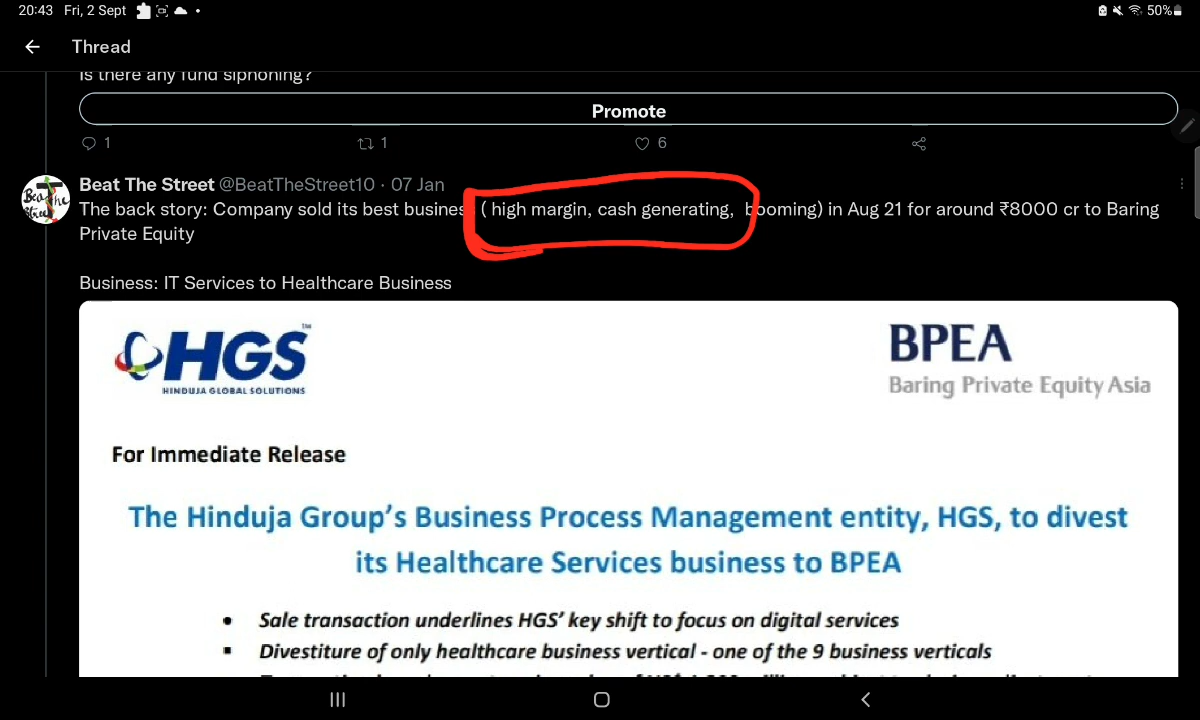 20:43 Fri, 2 Sept 50%
Thread
Is there any fund siphoning?
Promote
1 1 6
Beat The Street @BeatTheStreet10 · 07 Jan
The back story: Company sold its best business ( high margin, cash generating, booming) in Aug 21 for around ₹8000 cr to Baring
Private Equity
Business: IT Services to Healthcare Business
HGS™
HINDUJA GLOBAL SOLUTIONS
BPEA
Baring Private Equity Asia
For Immediate Release
The Hinduja Group's Business Process Management entity, HGS, to divest
its Healthcare Services business to BPEA
• Sale transaction underlines HGS' key shift to focus on digital services
▪ Divestiture of only healthcare business vertical - one of the 9 business verticals